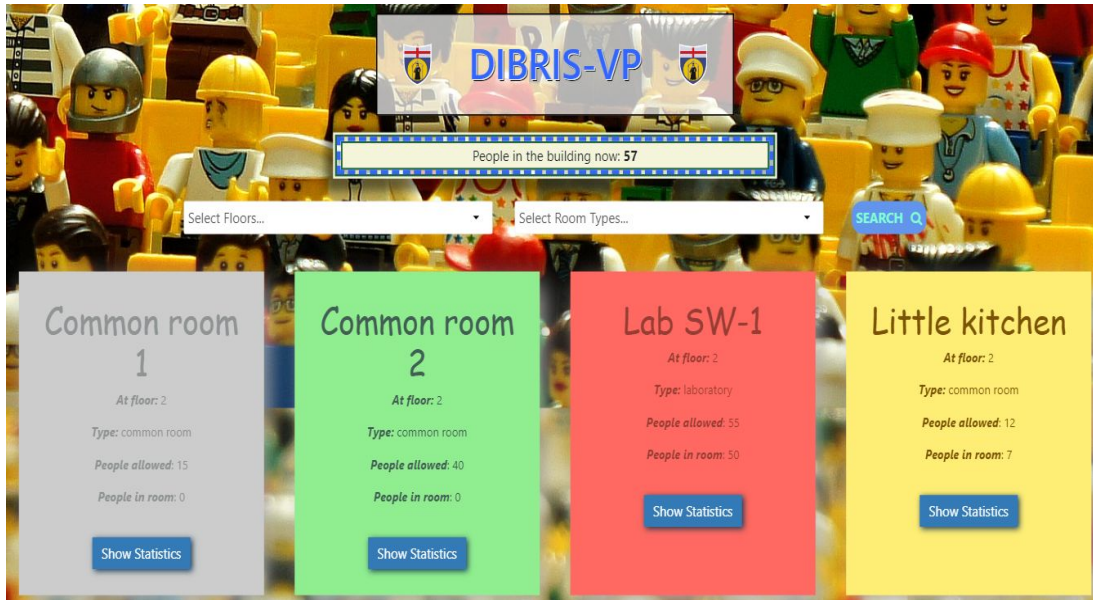 DIBRIS-VP
People in the building now: 57
Select Floors...
Select Room Types...
SEARCH
Common room
1
At floor: 2
Type: common room
People allowed: 15
People in room: 0
Show Statistics
Common room
2
At floor: 2
Type: common room
People allowed: 40
People in room: 0
Show Statistics
Lab SW-1
At floor: 2
Type: laboratory
People allowed: 55
People in room: 50
Show Statistics
Little kitchen
At floor: 2
Type: common room
People allowed: 12
People in room: 7
Show Statistics